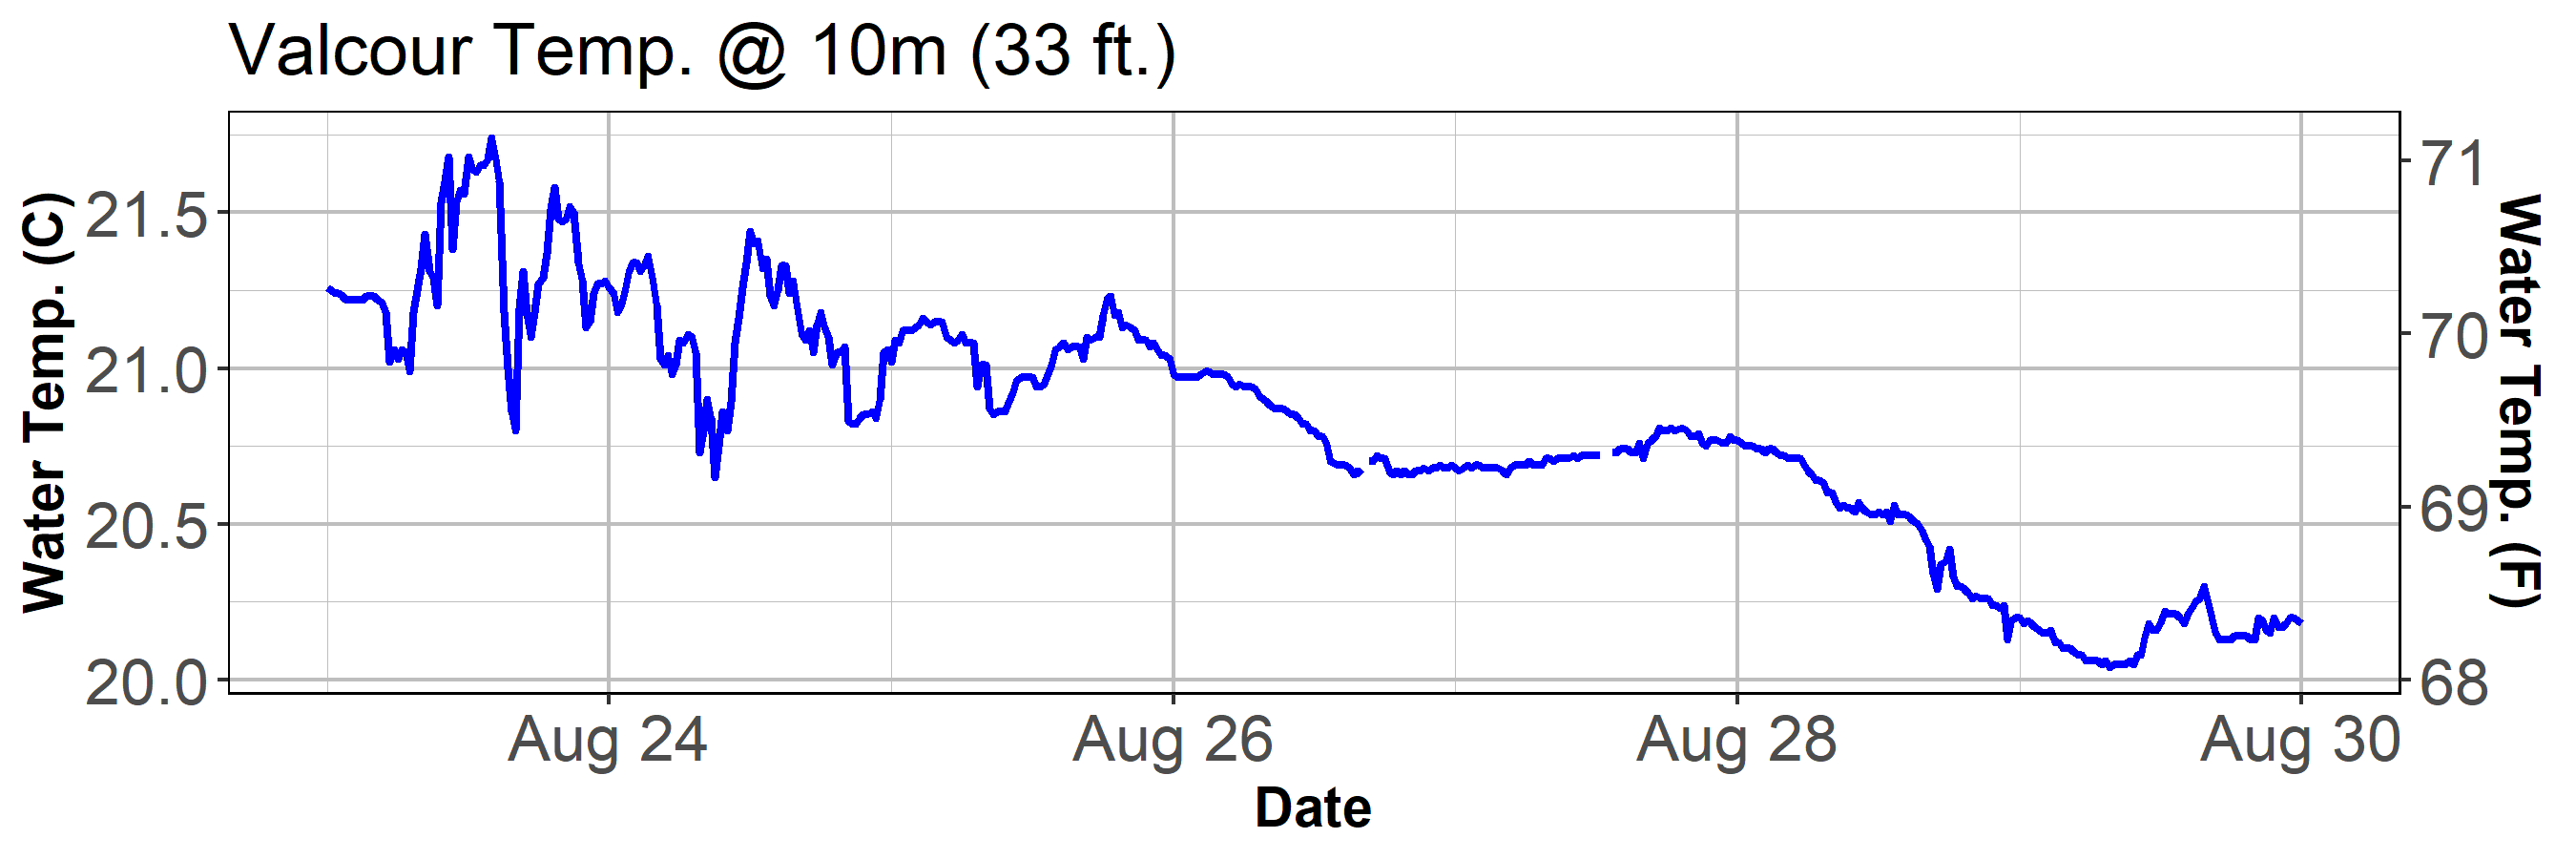 Valcour Temp. @ 10m (33 ft.)
Water Temp. (C)
21.5
21.0
20.5
20.0
71
70
69
68
Water Temp. (F)
Aug 24
Aug 26
Aug 28
Aug 30
Date